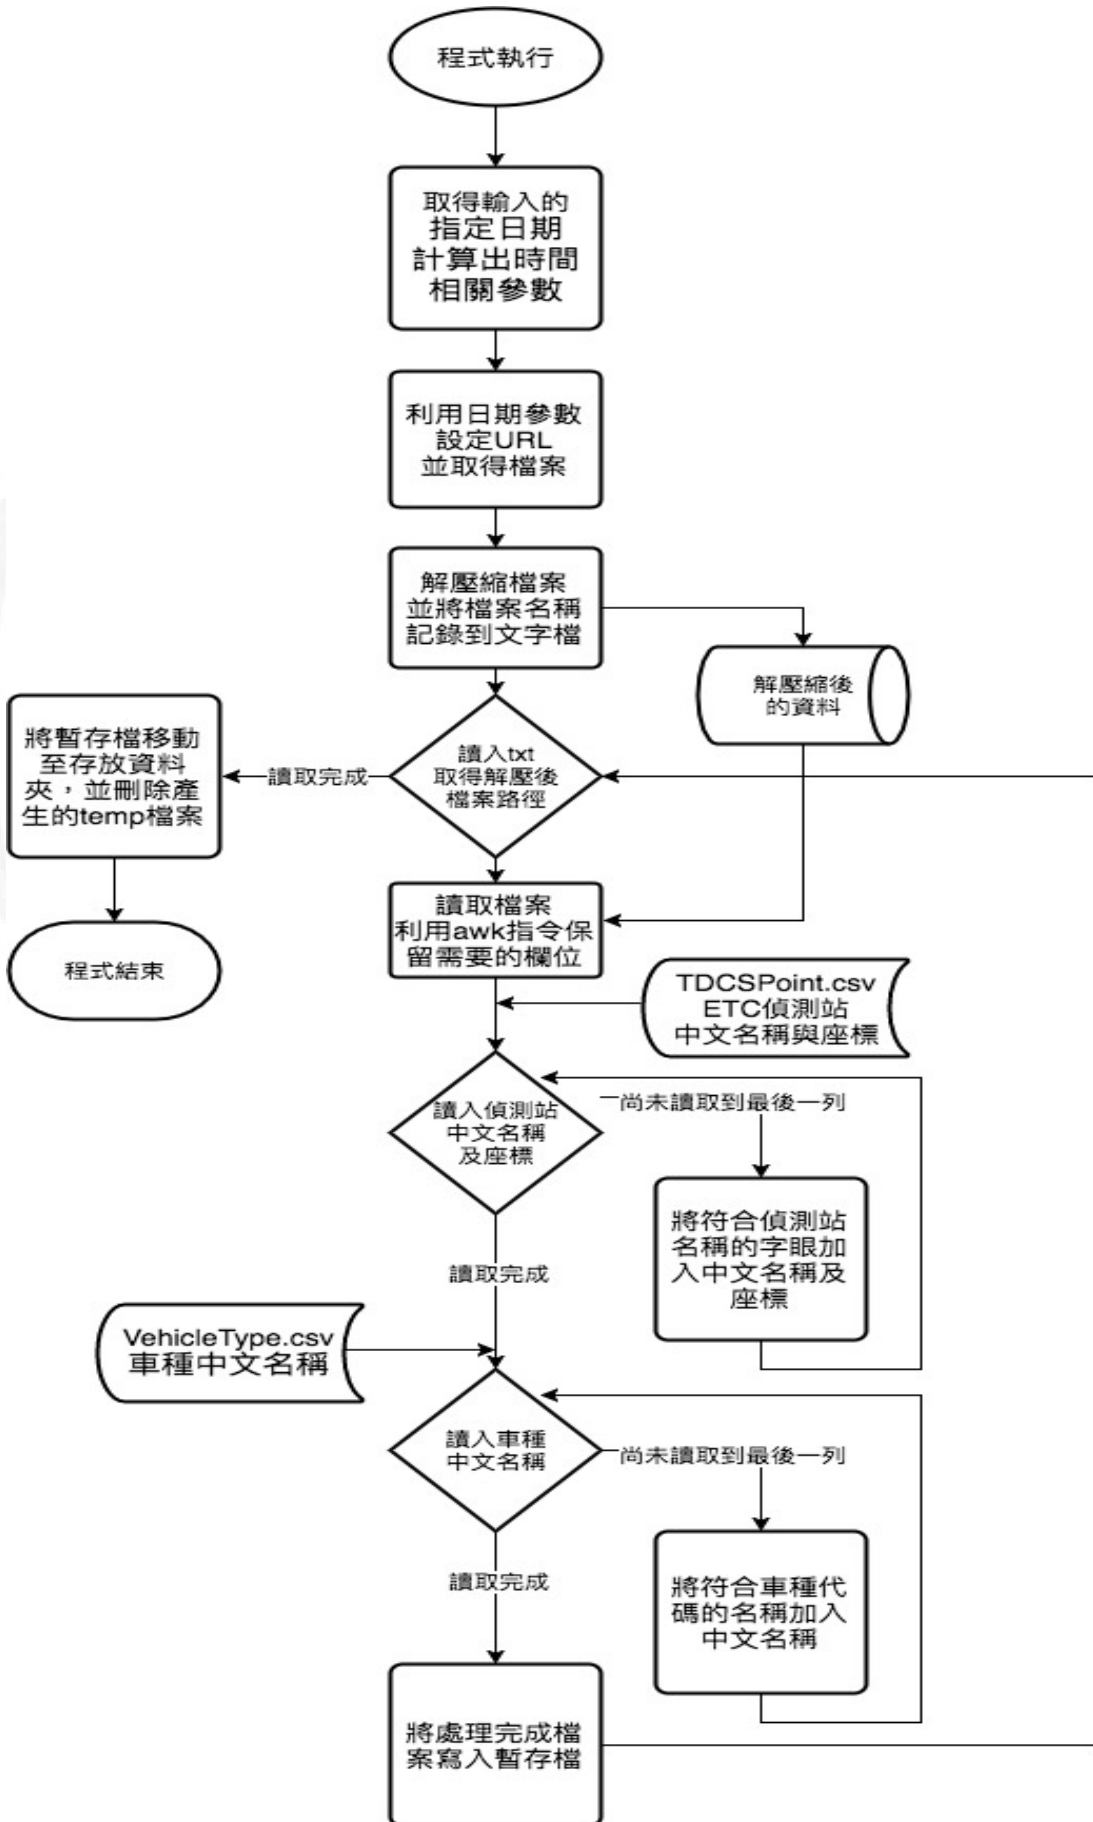 程式執行
取得輸入的
指定日期
計算出時間
相關參數
利用日期參數
設定URL
並取得檔案
解壓縮檔案
並將檔案名稱
記錄到文字檔
解壓縮後
的資料
讀入txt
取得解壓後
檔案路徑
讀取完成
將暫存檔移動
至存放資料
夾，並刪除產
生的temp檔案
程式結束
讀取檔案
利用awk指令保
留需要的欄位
TDCSPoint.csv
ETC偵測站
中文名稱與座標
讀入偵測站
中文名稱
及座標
尚未讀取到最後一列
將符合偵測站
名稱的字眼加
入中文名稱及
座標
讀取完成
VehicleType.csv
車種中文名稱
讀入車種
中文名稱
尚未讀取到最後一列
將符合車種代
碼的名稱加入
中文名稱
讀取完成
將處理完成檔
案寫入暫存檔